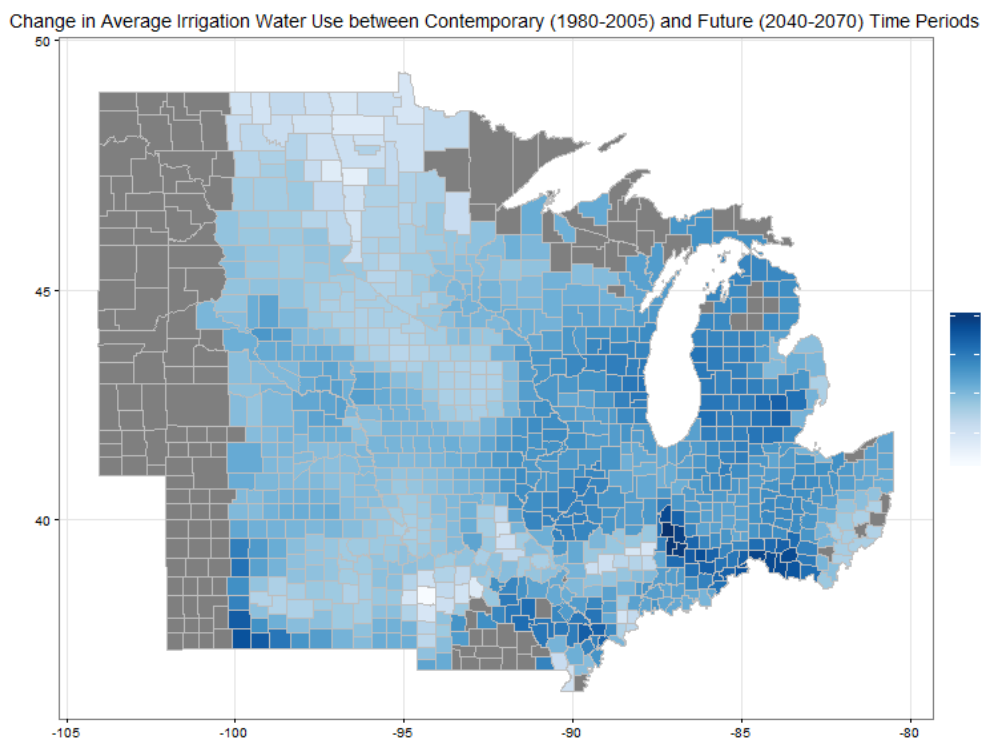 Change in Average Irrigation Water Use between Contemporary (1980-2005) and Future (2040-2070) Time Periods
50
45
40
-105 -100 -95 -90 -85 -80